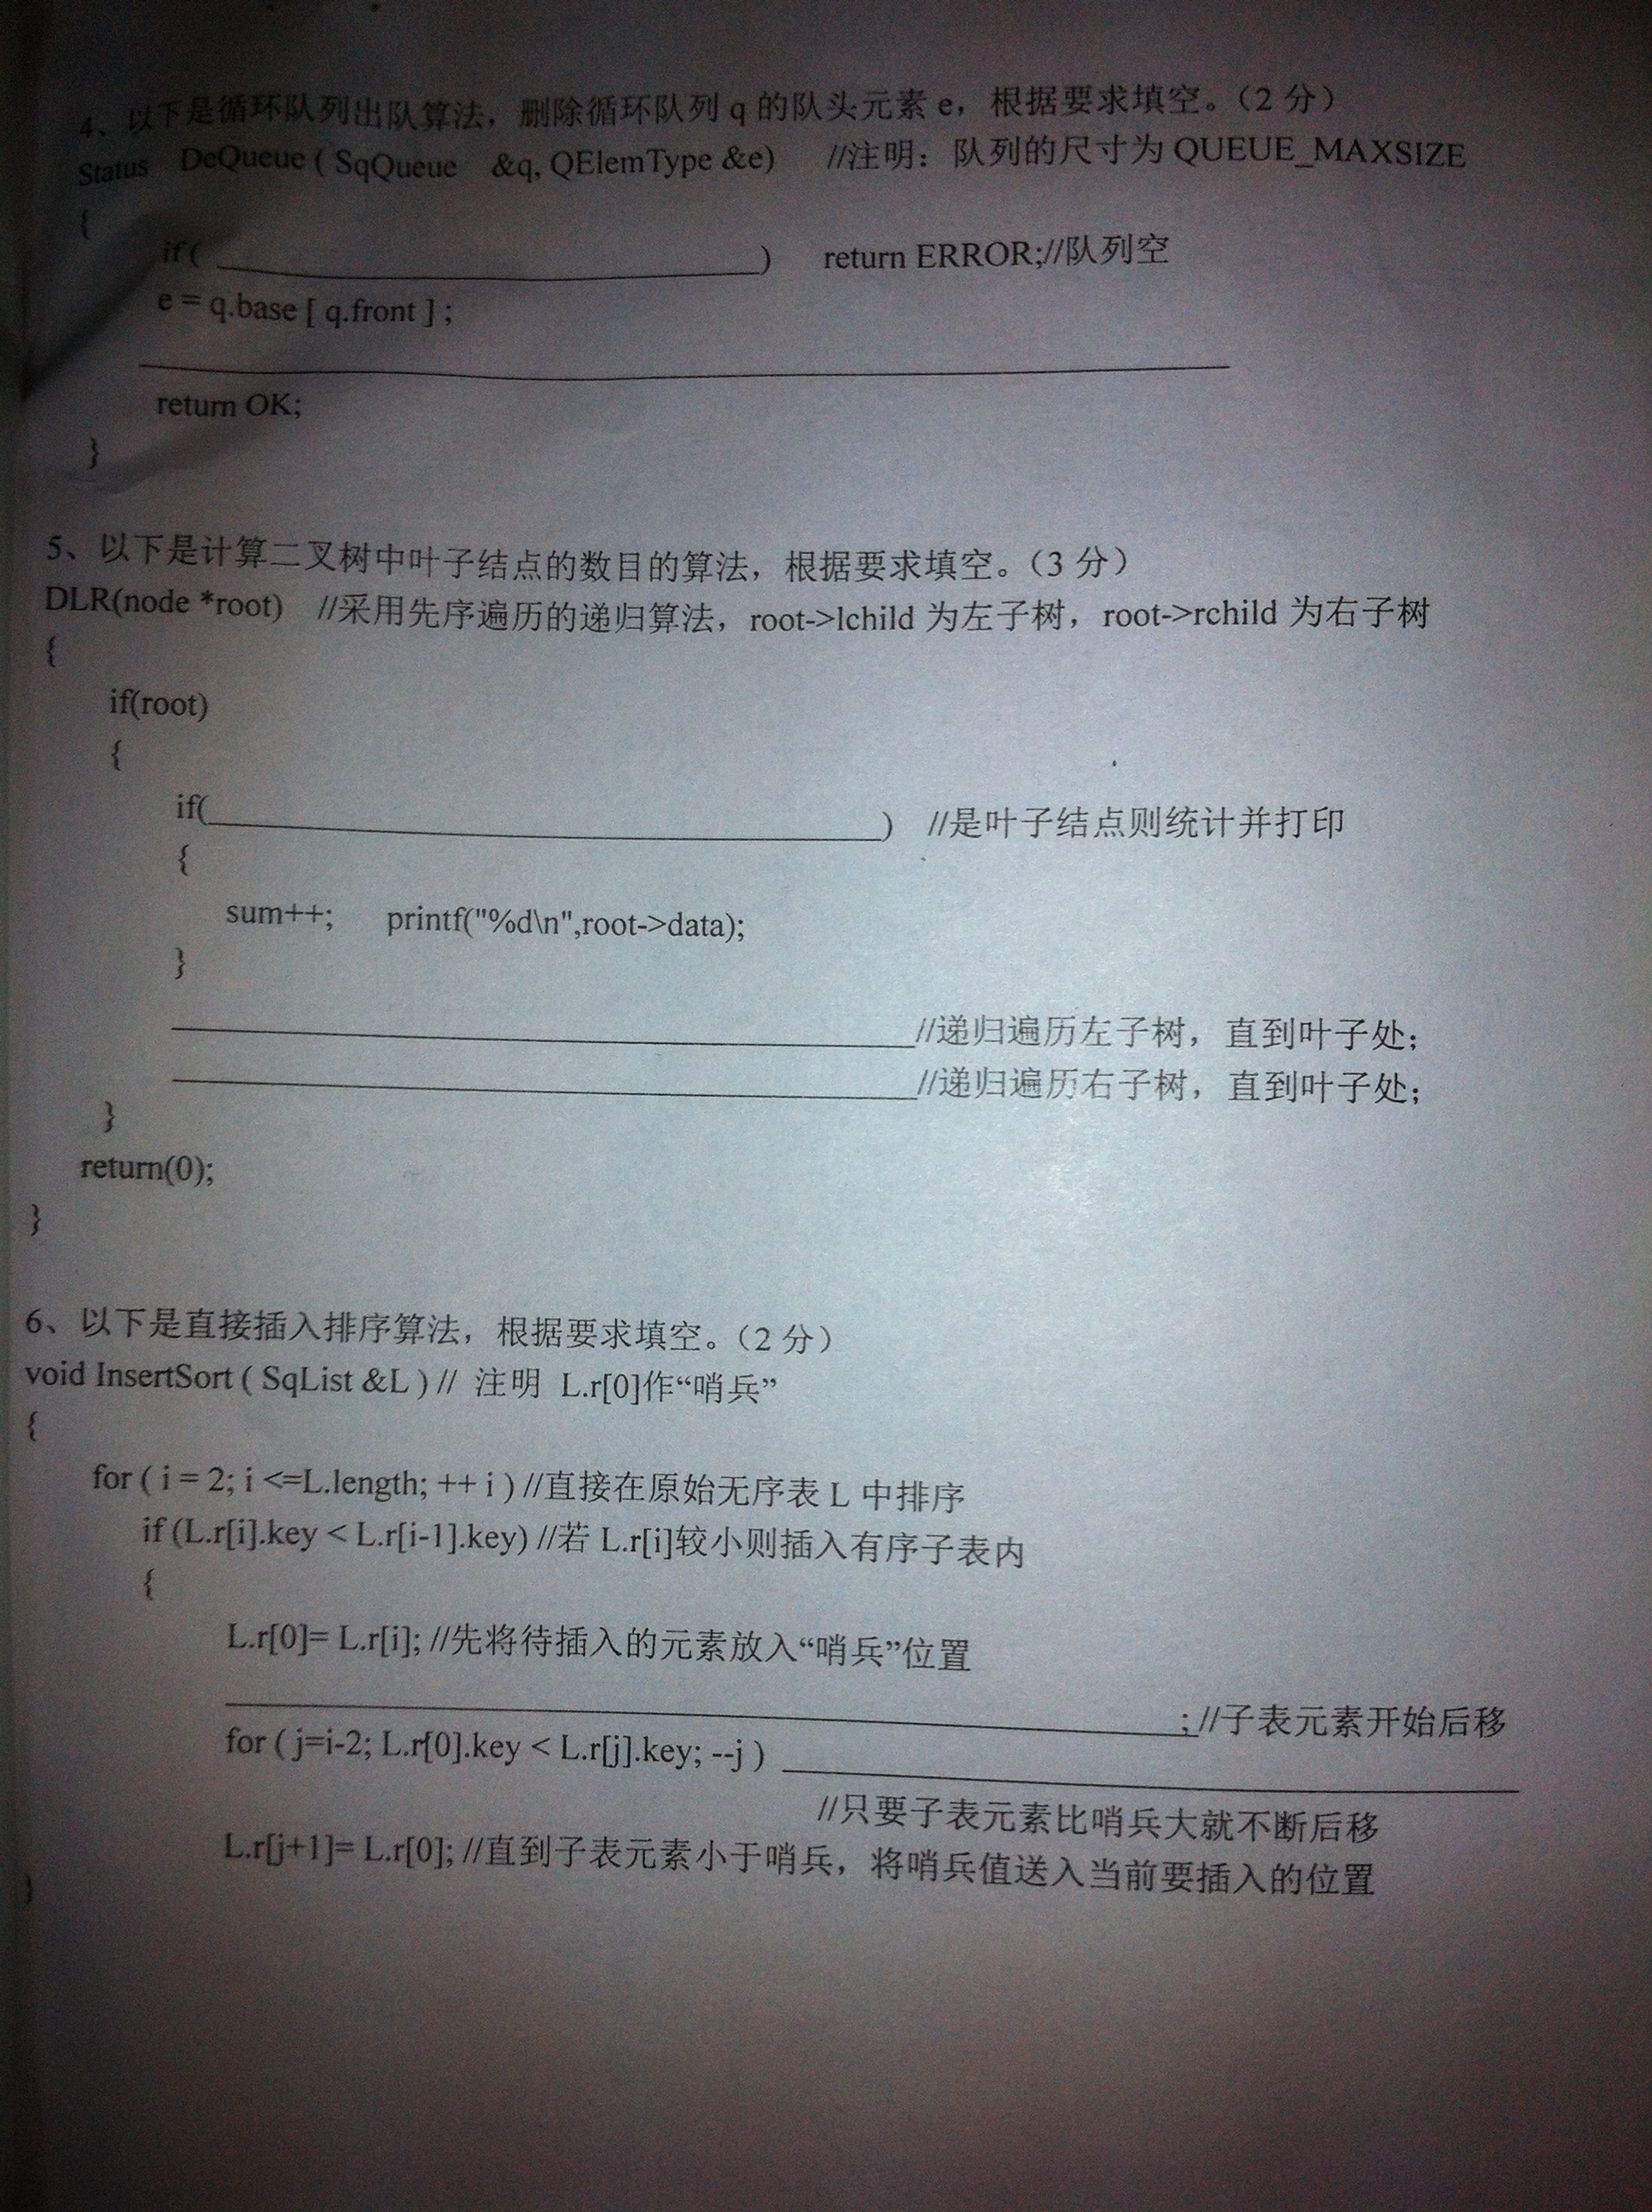 4、以下是循环队列出队算法，删除循环队列 q 的队头元素 e，根据要求填空。（2 分）
Status DeQueue ( SqQueue &q, QElemType &e) //注明：队列的尺寸为 QUEUE_MAXSIZE
{
if ( ______________________________) return ERROR;//队列空
e = q.base [ q.front ] ;
____________________________________________________________
return OK;
}
5、以下是计算二叉树中叶子结点的数目的算法，根据要求填空。（3 分）
DLR(node *root) //采用先序遍历的递归算法，root->lchild 为左子树，root->rchild 为右子树
{
if(root)
{
if(______________________________________) //是叶子结点则统计并打印
{
sum++; printf("%d\n",root->data);
}
__________________________________________//递归遍历左子树，直到叶子处；
__________________________________________//递归遍历右子树，直到叶子处；
}
return(0);
}
6、以下是直接插入排序算法，根据要求填空。（2 分）
void InsertSort ( SqList &L ) // 注明 L.r[0]作“哨兵”
{
for ( i = 2; i <=L.length; ++ i ) //直接在原始无序表 L 中排序
if (L.r[i].key < L.r[i-1].key) //若 L.r[i]较小则插入有序子表内
{
L.r[0]= L.r[i]; //先将待插入的元素放入“哨兵”位置
______________________________________________________; //子表元素开始后移
for ( j=i-2; L.r[0].key < L.r[j].key; --j ) __________________________________________
//只要子表元素比哨兵大就不断后移
L.r[j+1]= L.r[0]; //直到子表元素小于哨兵，将哨兵值送入当前要插入的位置
}